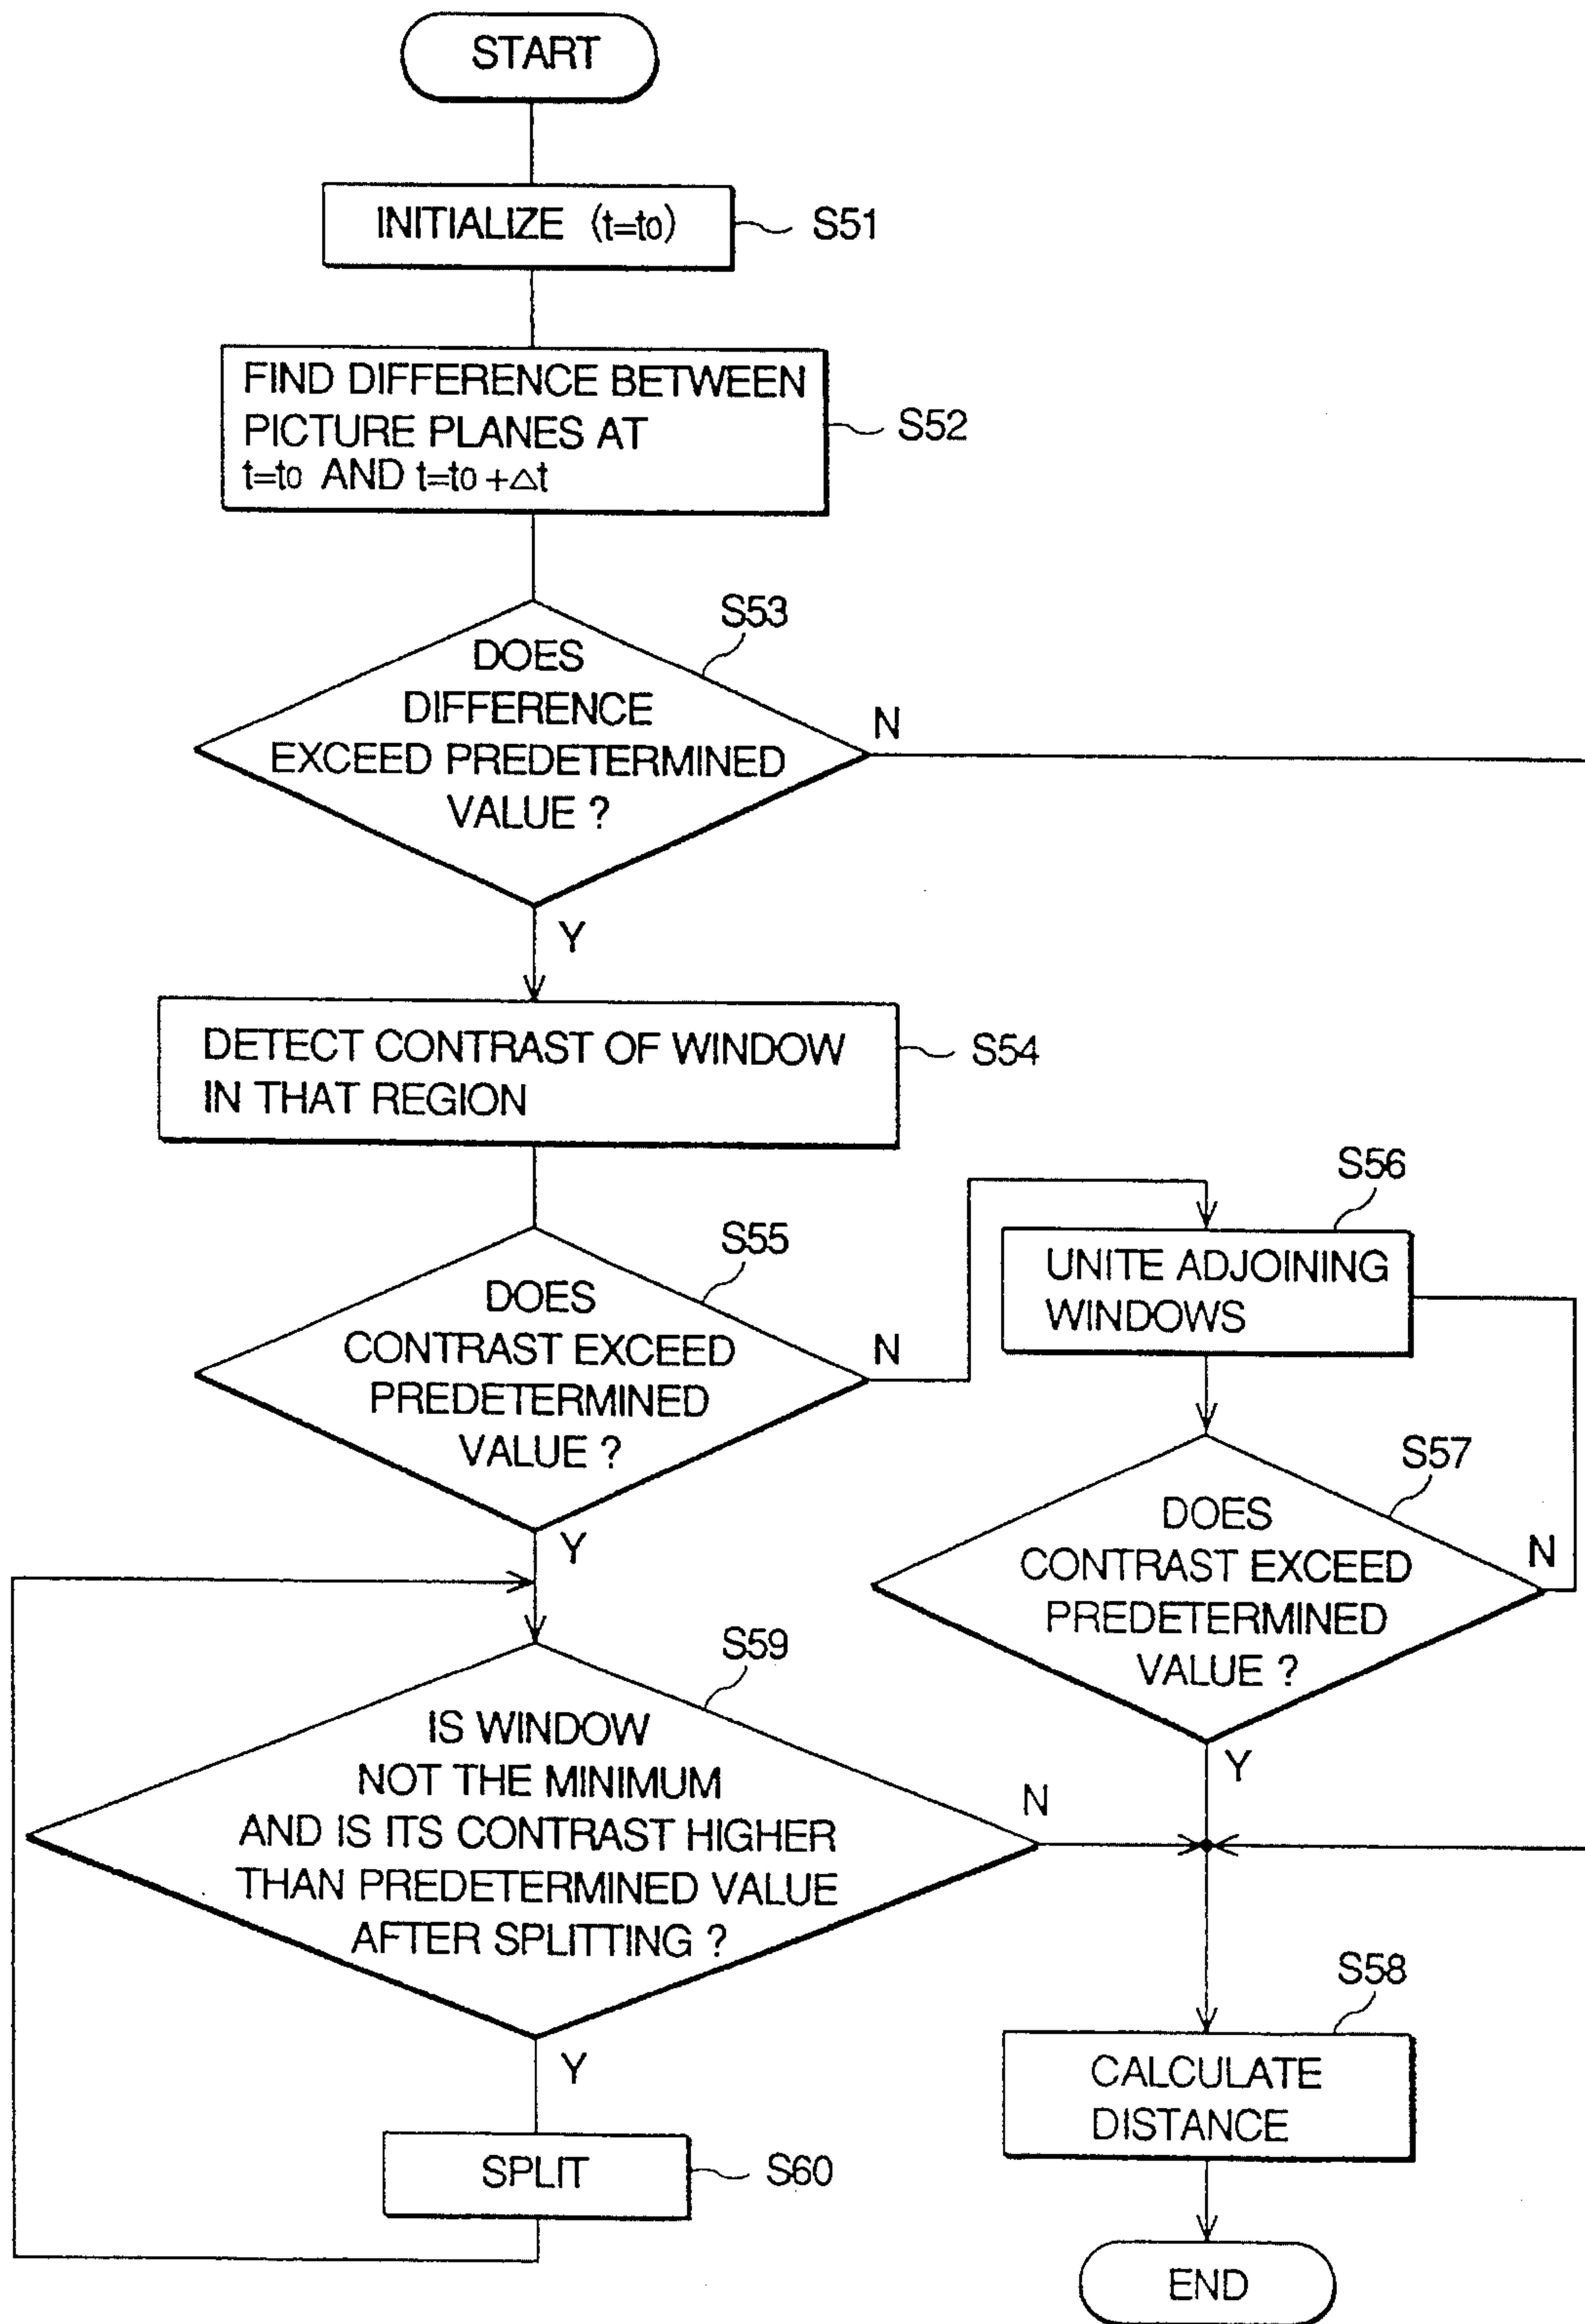 START
INITIALIZE (t=t0)
S51
FIND DIFFERENCE BETWEEN
PICTURE PLANES AT
t=t0 AND t=t0+△t
S52
S53
DOES
DIFFERENCE
EXCEED PREDETERMINED
VALUE ?
N
Y
DETECT CONTRAST OF WINDOW
IN THAT REGION
S54
S55
DOES
CONTRAST EXCEED
PREDETERMINED
VALUE ?
N
Y
S56
UNITE ADJOINING
WINDOWS
S57
DOES
CONTRAST EXCEED
PREDETERMINED
VALUE ?
N
Y
S59
IS WINDOW
NOT THE MINIMUM
AND IS ITS CONTRAST HIGHER
THAN PREDETERMINED VALUE
AFTER SPLITTING ?
N
Y
SPLIT
S60
S58
CALCULATE
DISTANCE
END